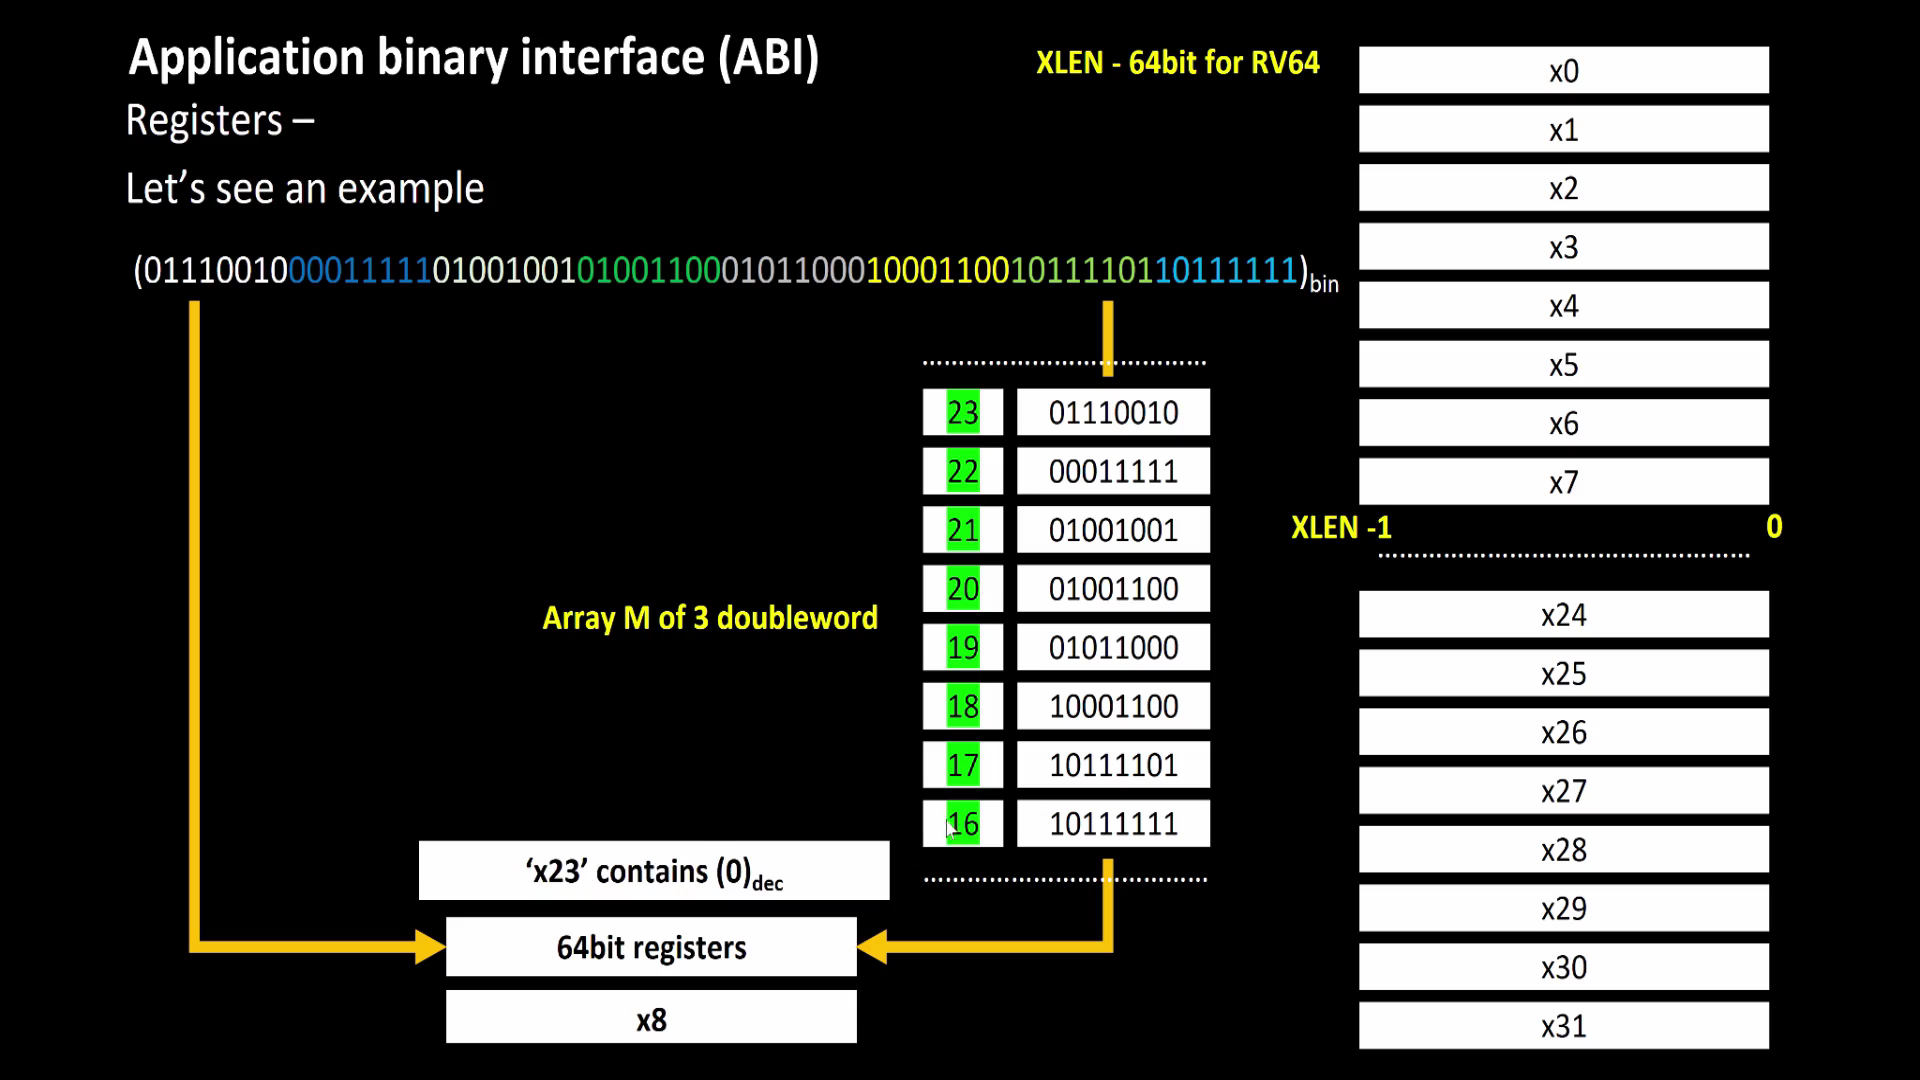 Application binary interface (ABI)
Registers –
Let’s see an example
(0111001000011111010010010100110001011000100011001011110110111111)bin
XLEN - 64bit for RV64
x0
x1
x2
x3
x4
x5
x6
x7
XLEN -1 0
x24
x25
x26
x27
x28
x29
x30
x31
Array M of 3 doubleword
23 01110010
22 00011111
21 01001001
20 01001100
19 01011000
18 10001100
17 10111101
16 10111111
‘x23’ contains (0)dec
64bit registers
x8